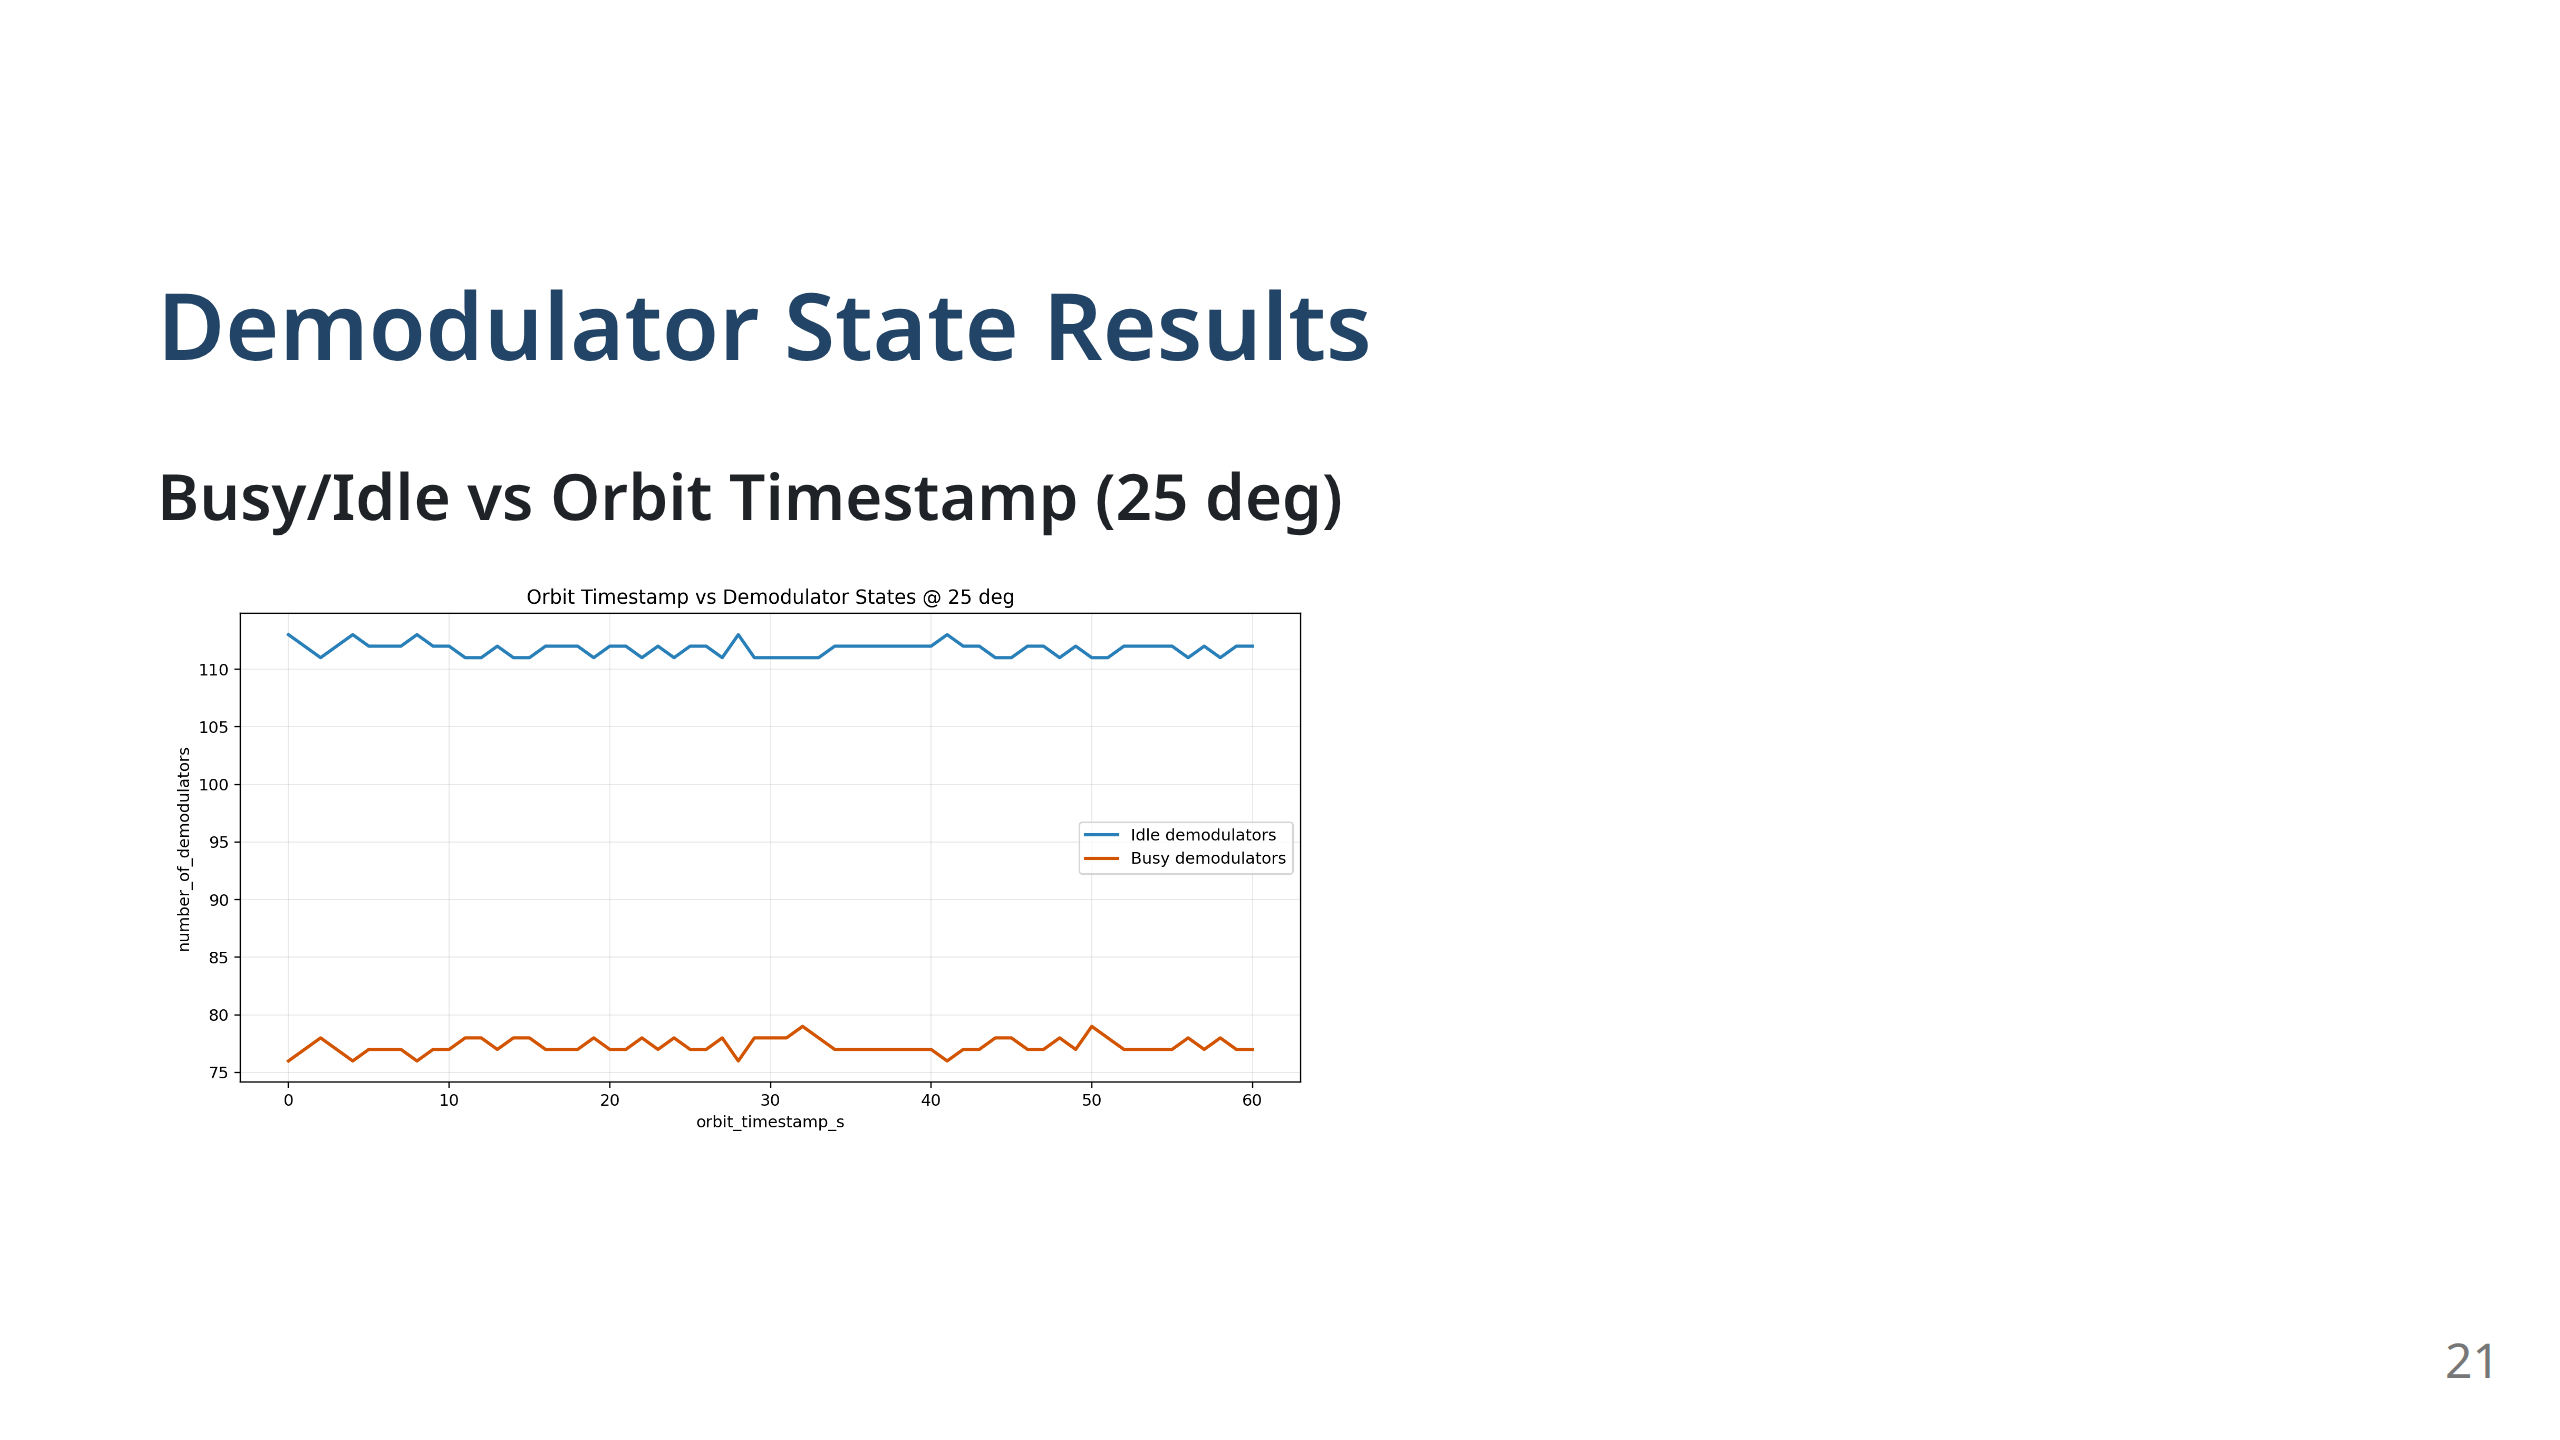 Demodulator State Results
Busy/Idle vs Orbit Timestamp (25 deg)
Orbit Timestamp vs Demodulator States @ 25 deg
number_of_demodulators
110
105
100
95
90
85
80
75
Idle demodulators
Busy demodulators
0 10 20 30 40 50 60
orbit_timestamp_s
21